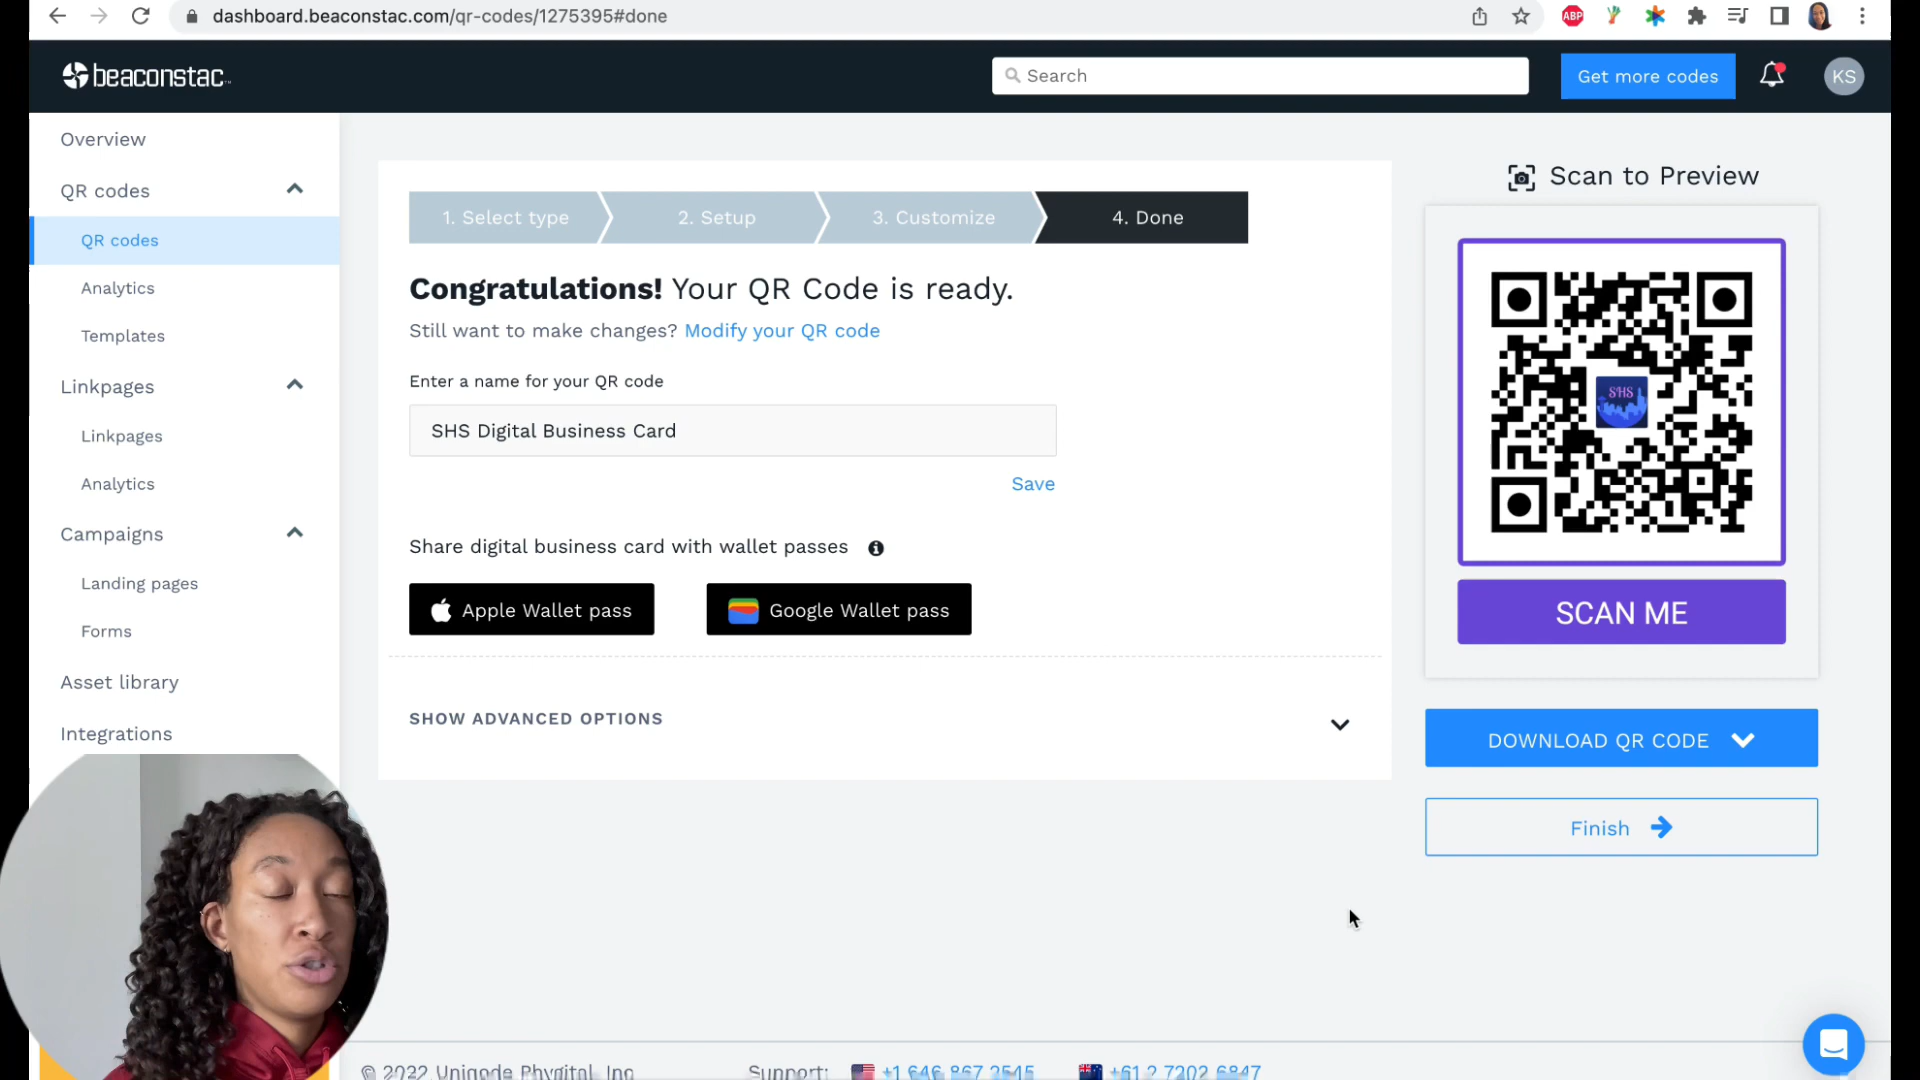 dashboard.beaconstac.com/qr-codes/1275395#done
ABP
beaconstac
Search
Get more codes
KS
Overview
QR codes
QR codes
Analytics
Templates
Linkpages
Linkpages
Analytics
Campaigns
Landing pages
Forms
Asset library
Integrations
1. Select type
2. Setup
3. Customize
4. Done
Congratulations! Your QR Code is ready.
Still want to make changes? Modify your QR code
Enter a name for your QR code
SHS Digital Business Card
Save
Share digital business card with wallet passes
Apple Wallet pass
Google Wallet pass
SHOW ADVANCED OPTIONS
Scan to Preview
SHS
SCAN ME
DOWNLOAD QR CODE
Finish
© 2022 Uniqode Phygital, Inc
Support:
+1 646 867 2545
+61 2 7202 6847